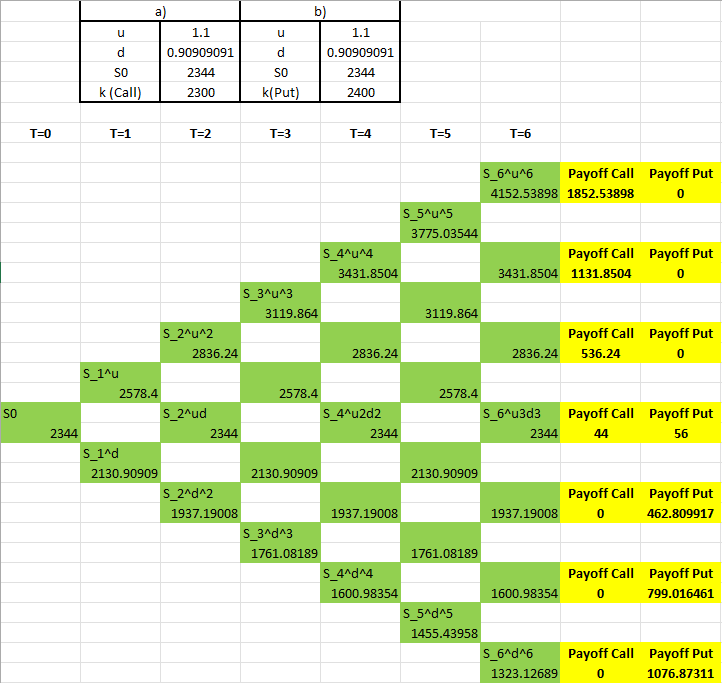 a) b)
u 1.1 u 1.1
d 0.90909091 d 0.90909091
S0 2344 S0 2344
k (Call) 2300 k(Put) 2400
T=0 T=1 T=2 T=3 T=4 T=5 T=6
S_6^u^6 Payoff Call Payoff Put
4152.53898 1852.53898 0
S_5^u^5
3775.03544
S_4^u^4 Payoff Call Payoff Put
3431.8504 3431.8504 1131.8504 0
S_3^u^3
3119.864 3119.864
S_2^u^2 Payoff Call Payoff Put
2836.24 2836.24 2836.24 536.24 0
S_1^u
2578.4 2578.4 2578.4
S0 S_2^ud S_4^u2d2 S_6^u3d3 Payoff Call Payoff Put
2344 2344 2344 2344 44 56
S_1^d
2130.90909 2130.90909 2130.90909
S_2^d^2 Payoff Call Payoff Put
1937.19008 1937.19008 1937.19008 0 462.809917
S_3^d^3
1761.08189 1761.08189
S_4^d^4 Payoff Call Payoff Put
1600.98354 1600.98354 0 799.016461
S_5^d^5
1455.43958
S_6^d^6 Payoff Call Payoff Put
1323.12689 0 1076.87311